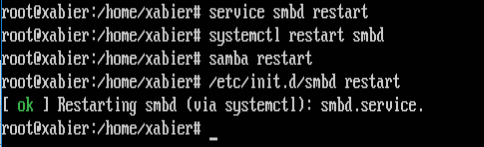 root@xabier:/home/xabier# service smbd restart
root@xabier:/home/xabier# systemctl restart smbd
root@xabier:/home/xabier# samba restart
root@xabier:/home/xabier# /etc/init.d/smbd restart
[ ok ] Restarting smbd (via systemctl): smbd.service.
root@xabier:/home/xabier# _